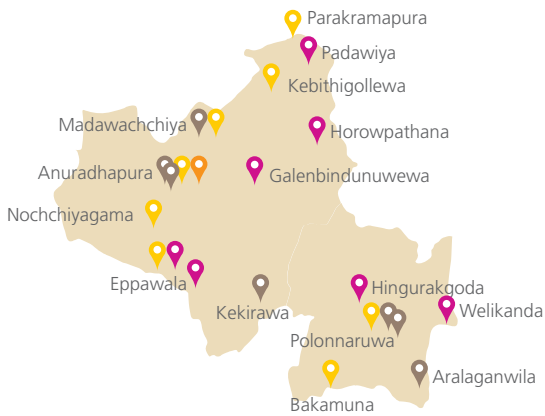 Parakramapura
Padawiya
Kebithigollewa
Madawachchiya
Horowpathana
Anuradhapura
Galenbindunuwewa
Nochchiyagama
Eppawala
Hingurakgoda
Kekirawa
Welikanda
Polonnaruwa
Aralaganwila
Bakamuna